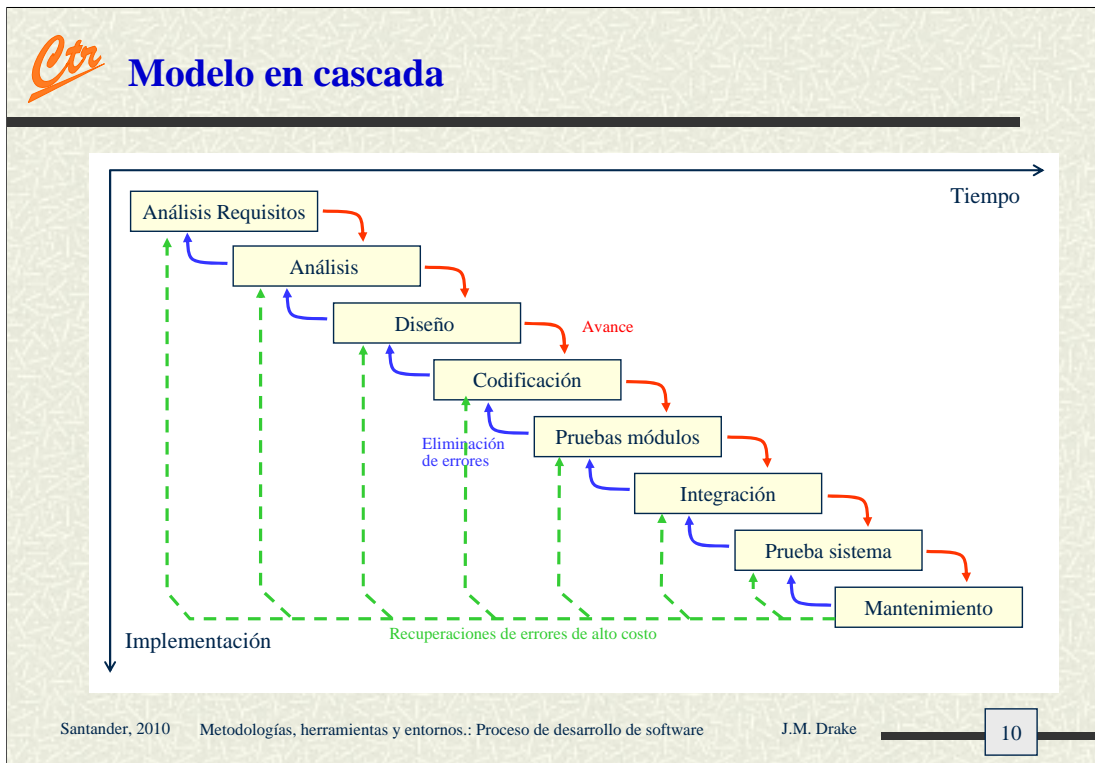 Ctr
Modelo en cascada
Tiempo
Análisis Requisitos
Análisis
Diseño
Avance
Codificación
Eliminación
de errores
Pruebas módulos
Integración
Prueba sistema
Mantenimiento
Recuperaciones de errores de alto costo
Implementación
Santander, 2010 Metodologías, herramientas y entornos.: Proceso de desarrollo de software J.M. Drake 10